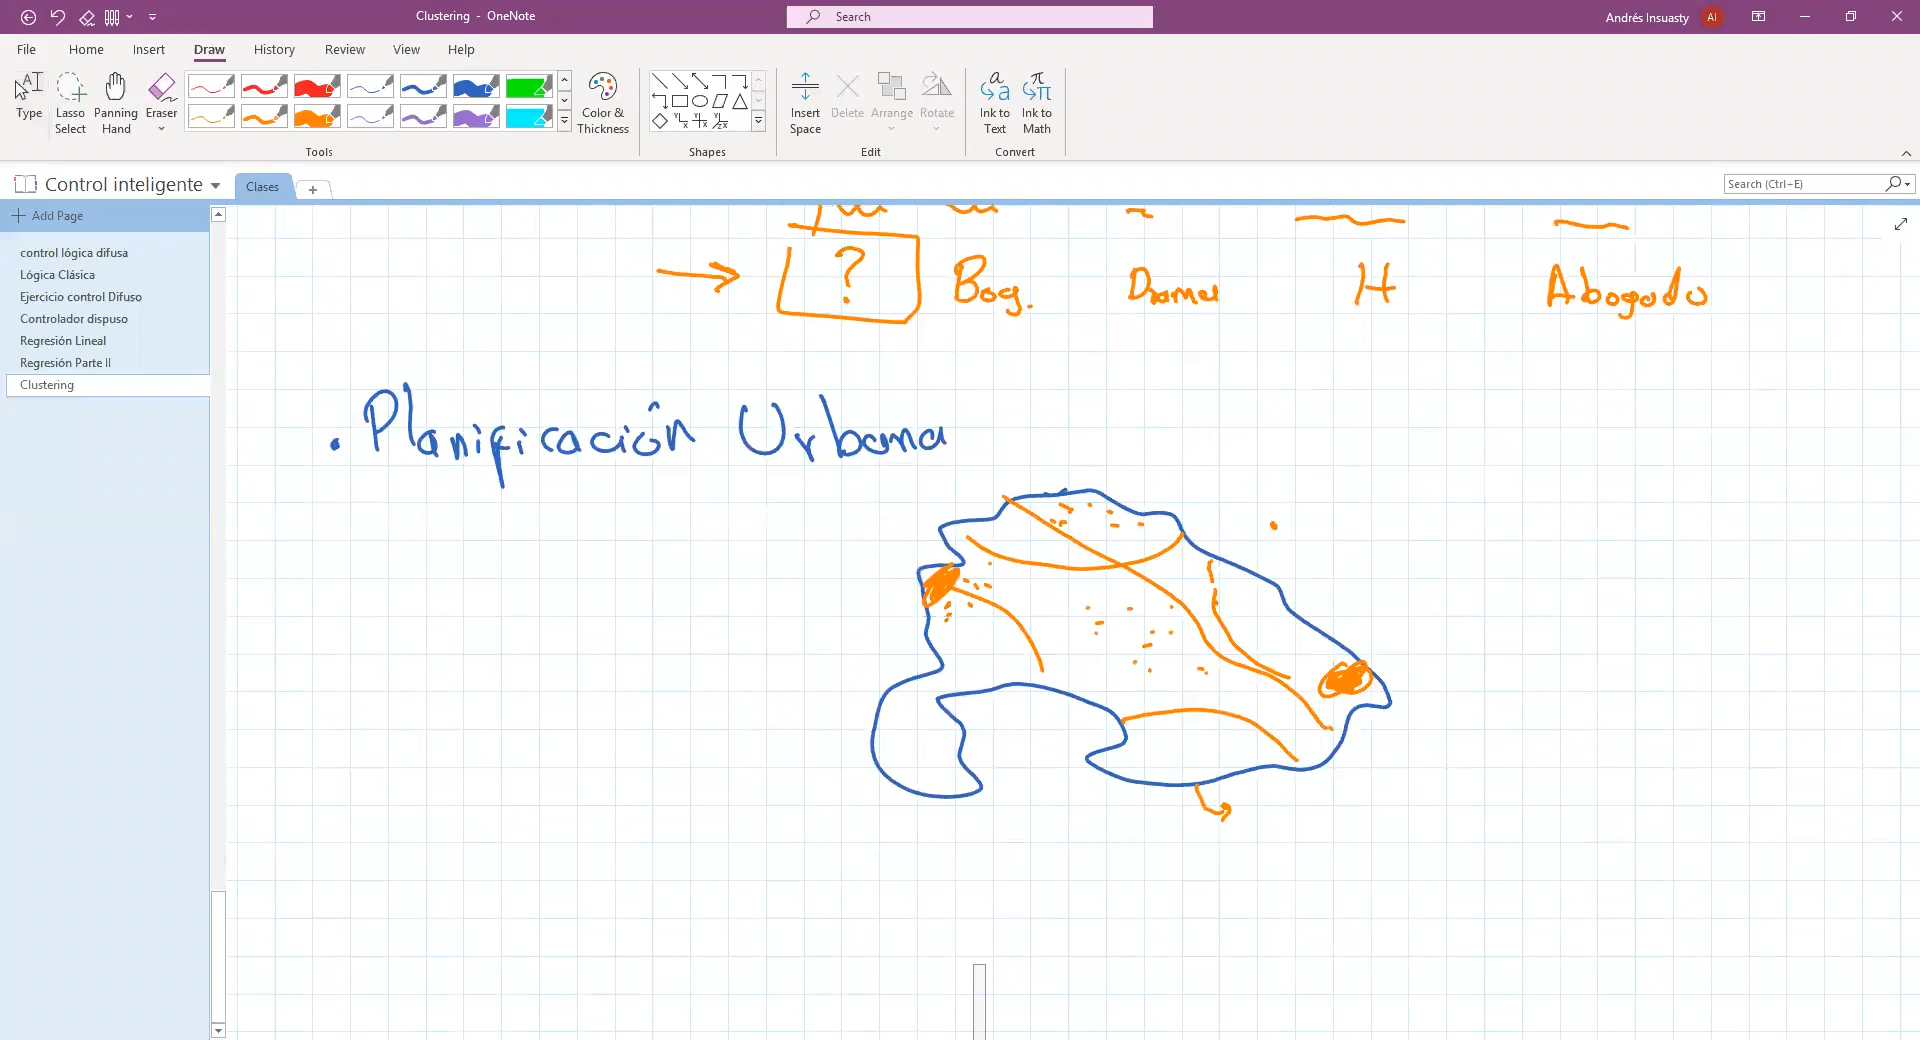 Clustering - OneNote
Search
Andrés Insuasty
AI
File Home Insert Draw History Review View Help
Type
Lasso Select
Panning Hand
Eraser
Color & Thickness
Insert Space
Delete
Arrange
Rotate
Ink to Text
Ink to Math
Tools
Shapes
Edit
Convert
Control inteligente
Clases
Search (Ctrl+E)
Add Page
control lógica difusa
Lógica Clásica
Ejercicio control Difuso
Controlador dispuso
Regresión Lineal
Regresión Parte II
Clustering
? Bog. Drama H Abogado
. Planificación Urbana